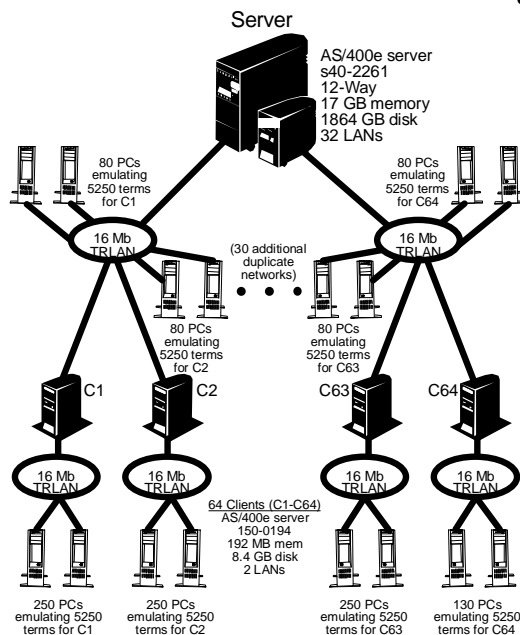 Server
AS/400e server
s40-2261
12-Way
17 GB memory
1864 GB disk
32 LANs
80 PCs
emulating
5250 terms
for C1
80 PCs
emulating
5250 terms
for C64
16 Mb
TRLAN
(30 additional
duplicate
networks)
16 Mb
TRLAN
80 PCs
emulating
5250 terms
for C2
80 PCs
emulating
5250 terms
for C63
C1
C2
C63
C64
16 Mb
TRLAN
16 Mb
TRLAN
16 Mb
TRLAN
16 Mb
TRLAN
64 Clients (C1-C64)
AS/400e server
150-0194
192 MB mem
8.4 GB disk
2 LANs
250 PCs
emulating 5250
terms for C1
250 PCs
emulating 5250
terms for C2
250 PCs
emulating 5250
terms for C63
130 PCs
emulating 5250
terms for C64